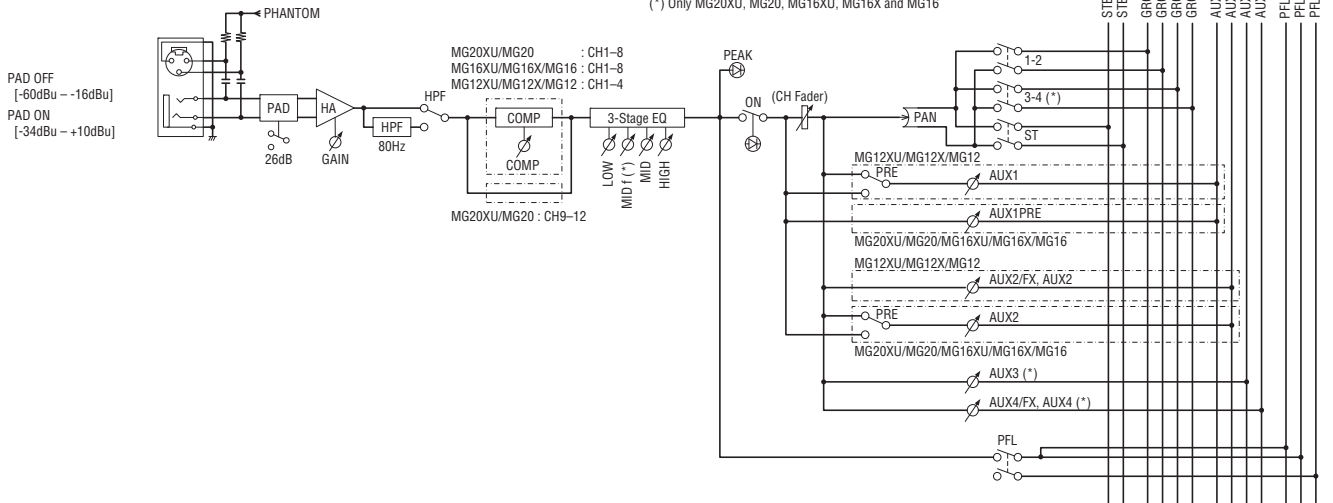 (*) Only MG20XU, MG20, MG16XU, MG16X and MG16
PHANTOM
PAD OFF
[-60dBu – -16dBu]
PAD ON
[-34dBu – +10dBu]
PAD
26dB
HA
GAIN
HPF
HPF
80Hz
MG20XU/MG20 : CH1–8
MG16XU/MG16X/MG16 : CH1–8
MG12XU/MG12X/MG12 : CH1–4
COMP
COMP
MG20XU/MG20 : CH9–12
3-Stage EQ
LOW
MID f (*)
MID
HIGH
PEAK
ON
(CH Fader)
PAN
1-2
3-4 (*)
ST
MG12XU/MG12X/MG12
PRE
AUX1
AUX1PRE
MG20XU/MG20/MG16XU/MG16X/MG16
MG12XU/MG12X/MG12
AUX2/FX, AUX2
PRE
AUX2
MG20XU/MG20/MG16XU/MG16X/MG16
AUX3 (*)
AUX4/FX, AUX4 (*)
PFL
PFL
PFL
PFL